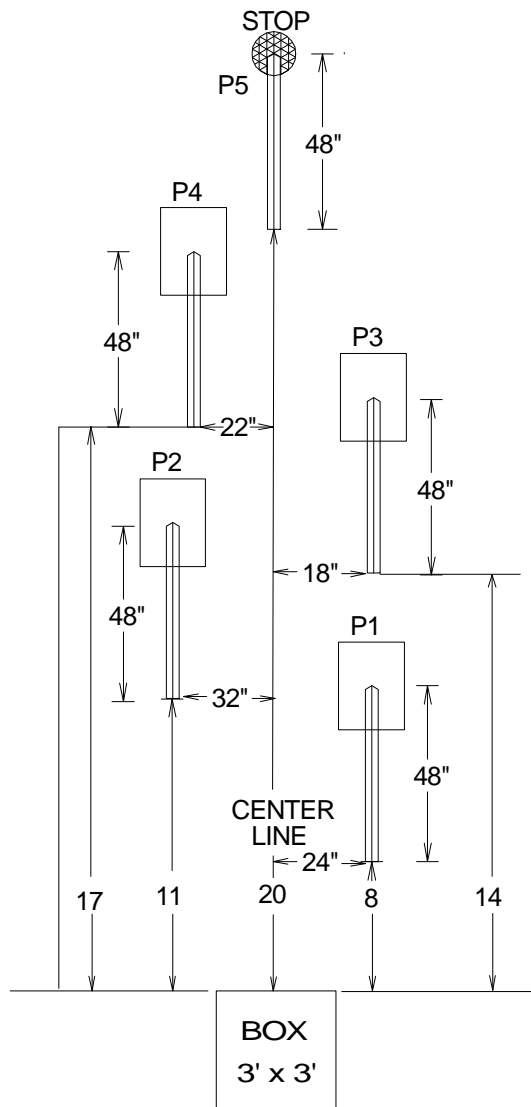 STOP
P5
48"
P4
48"
P3
22"
P2
48"
18"
48"
P1
32"
48"
CENTER
LINE
24"
17
11
20
8
14
BOX
3' x 3'